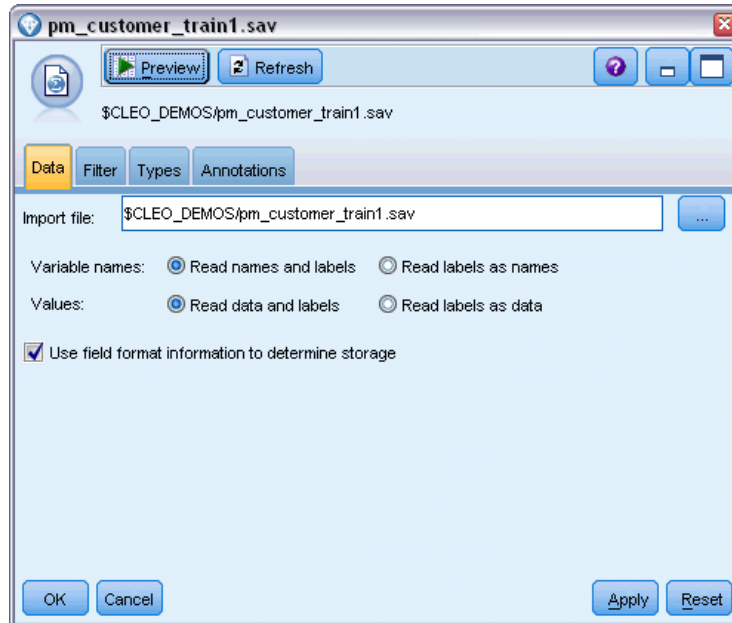 pm_customer_train1.sav
Preview Refresh
$CLEO_DEMOS/pm_customer_train1.sav
Data Filter Types Annotations
Import file: $CLEO_DEMOS/pm_customer_train1.sav ...
Variable names: Read names and labels Read labels as names
Values: Read data and labels Read labels as data
Use field format information to determine storage
OK Cancel Apply Reset